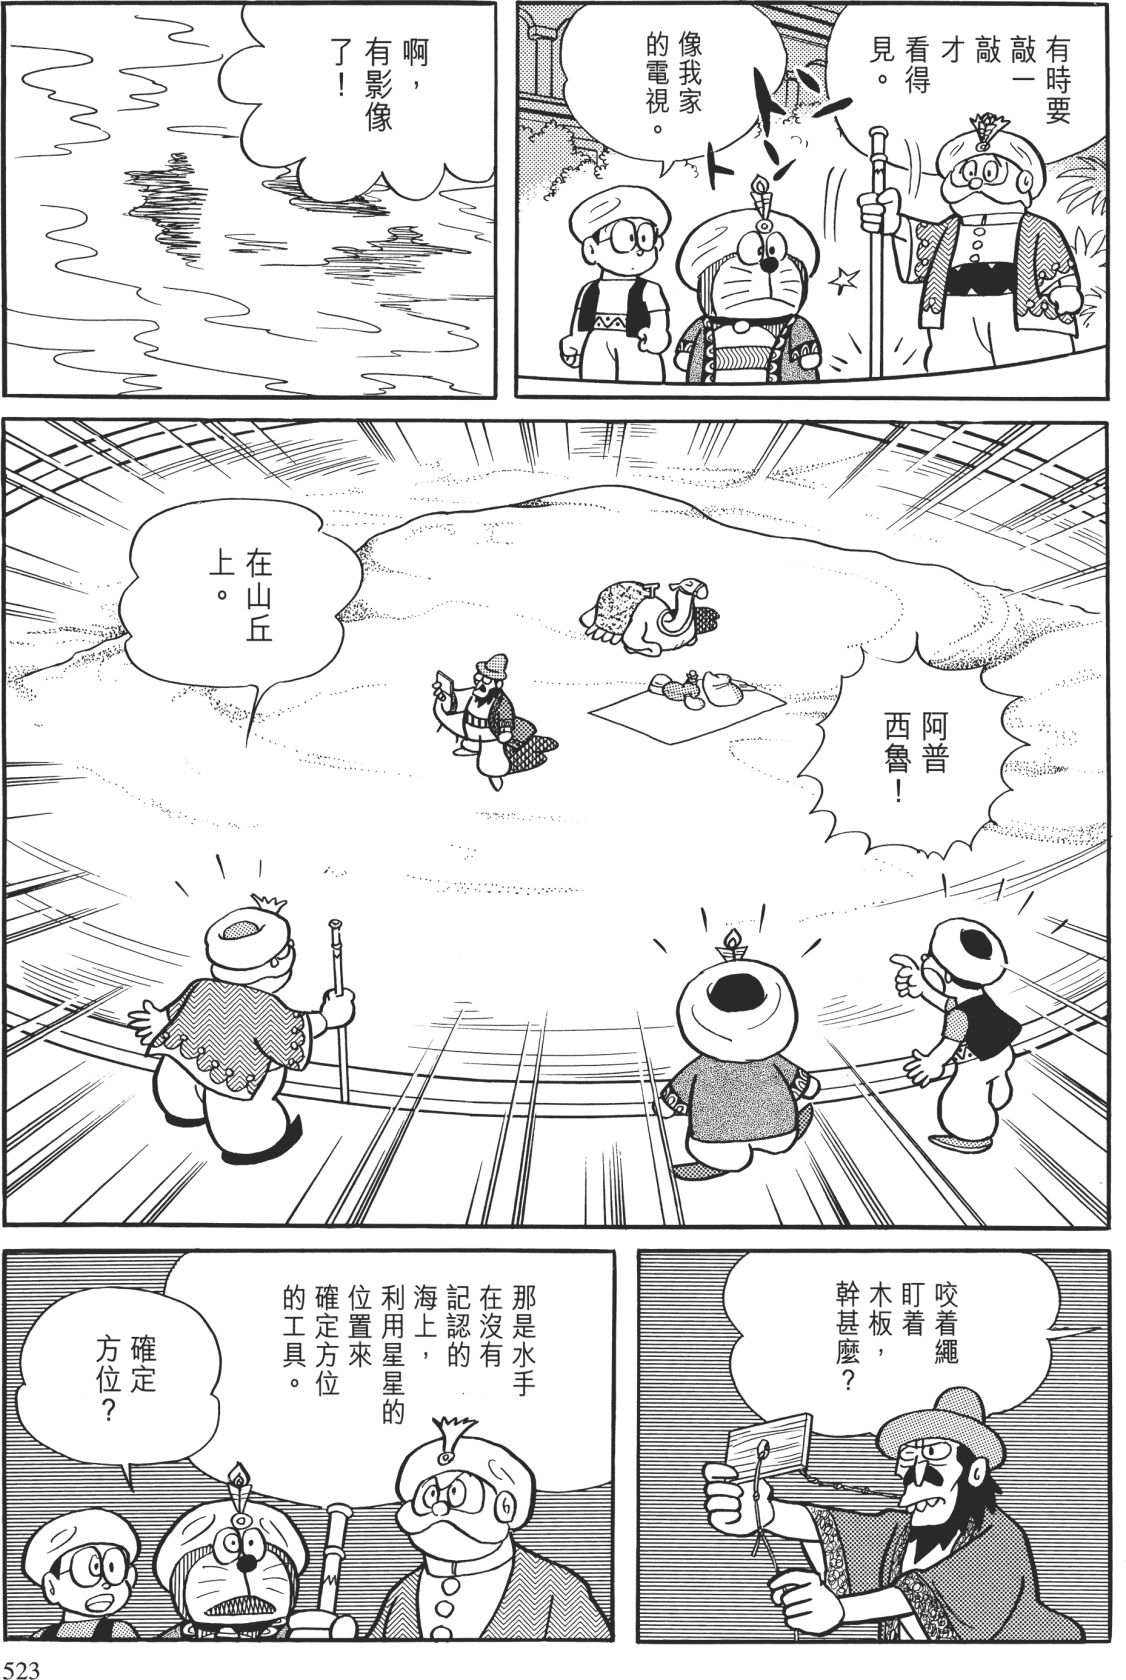 有時要
敲一
敲
才
看得
見。
像我家
的電視。
啊，
有影像
了！
阿普
西魯！
在山丘
上。
咬着繩
盯着
木板，
幹甚麼？
那是水手
在沒有
記認的
海上，
利用星星的
位置來
確定方位
的工具。
確定
方位？
523